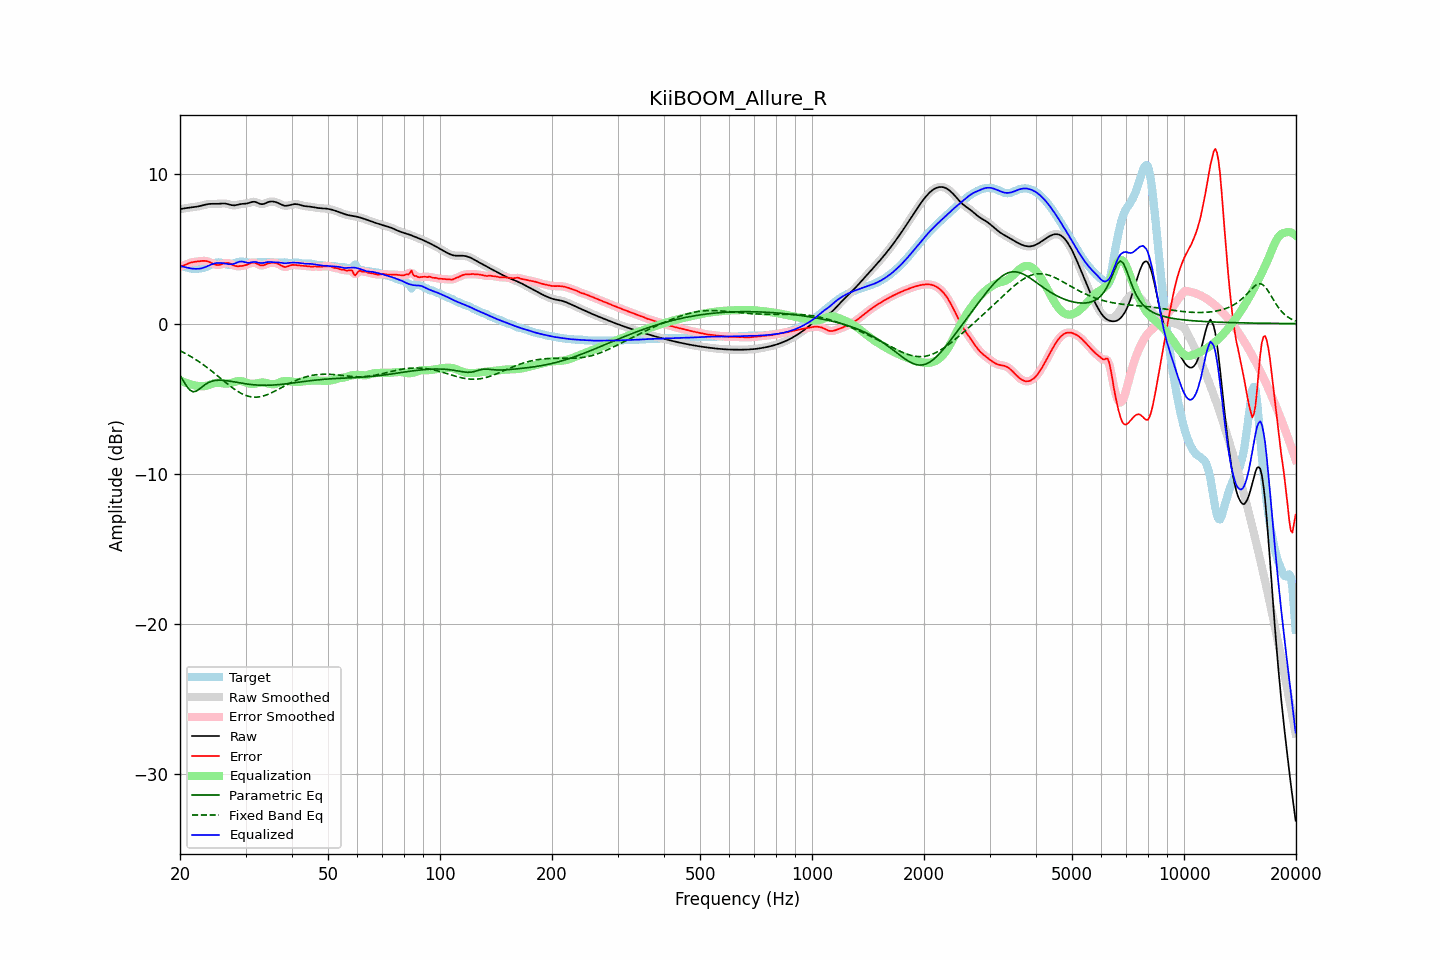 KiiBOOM_Allure_R
Amplitude (dBr)
10
0
−10
−20
−30
Target
Raw Smoothed
Error Smoothed
Raw
Error
Equalization
Parametric Eq
Fixed Band Eq
Equalized
20 50 100 200 500 1000 2000 5000 10000 20000
Frequency (Hz)